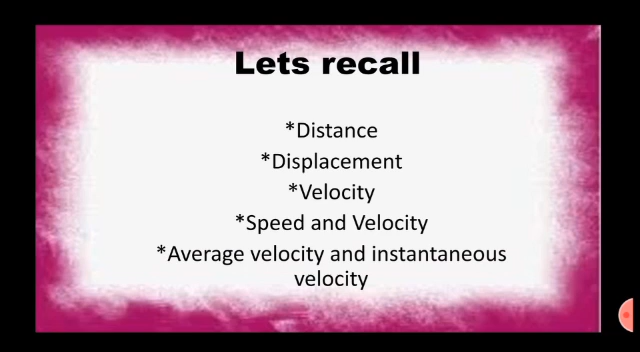 Lets recall
*Distance
*Displacement
*Velocity
*Speed and Velocity
*Average velocity and instantaneous
velocity